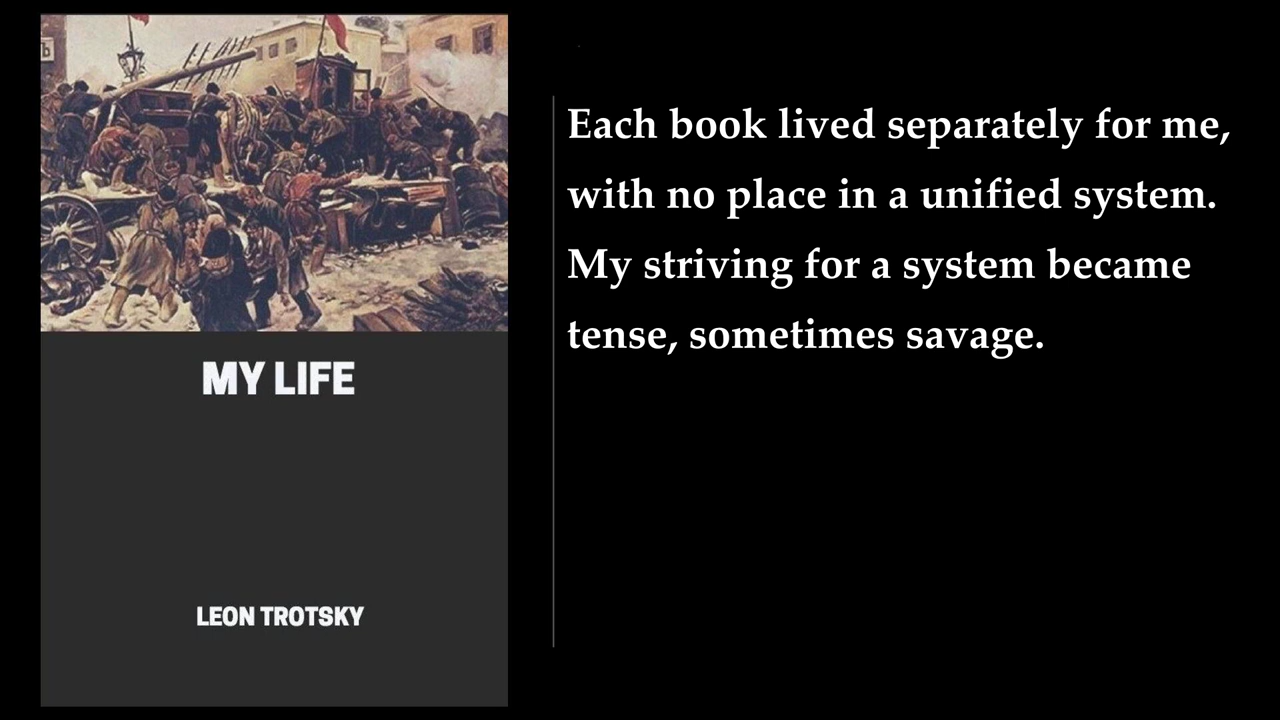 Ъ
MY LIFE
LEON TROTSKY
Each book lived separately for me,
with no place in a unified system.
My striving for a system became
tense, sometimes savage.